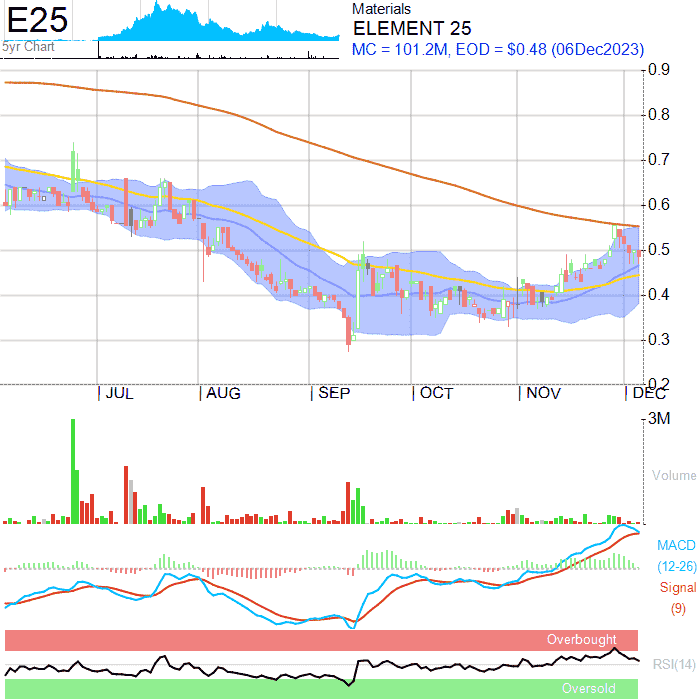 E25
5yr Chart
Materials
ELEMENT 25
MC = 101.2M, EOD = $0.48 (06Dec2023)
0.9
0.8
0.7
0.6
0.5
0.4
0.3
0.2
JUL AUG SEP OCT NOV DEC
3M
Volume
MACD
(12-26)
Signal
(9)
Overbought
RSI(14)
Oversold